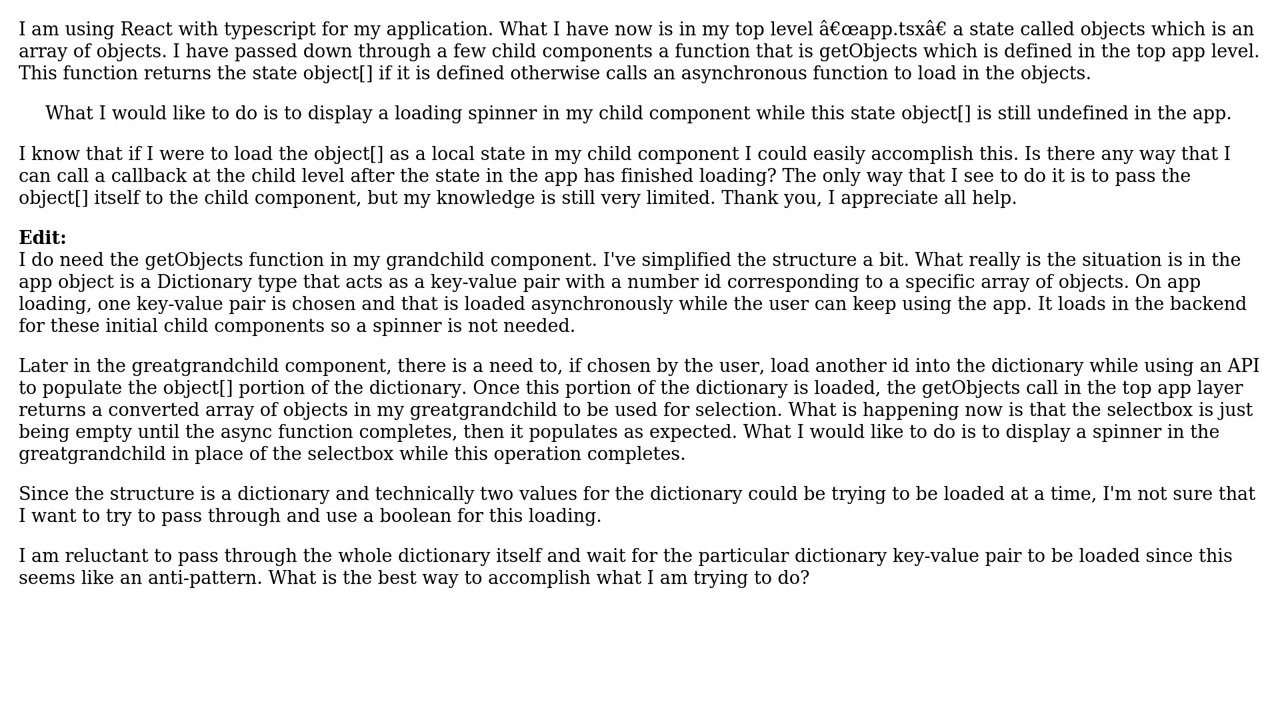 I am using React with typescript for my application. What I have now is in my top level â€œapp.tsxâ€ a state called objects which is an
array of objects. I have passed down through a few child components a function that is getObjects which is defined in the top app level.
This function returns the state object[] if it is defined otherwise calls an asynchronous function to load in the objects.
What I would like to do is to display a loading spinner in my child component while this state object[] is still undefined in the app.
I know that if I were to load the object[] as a local state in my child component I could easily accomplish this. Is there any way that I
can call a callback at the child level after the state in the app has finished loading? The only way that I see to do it is to pass the
object[] itself to the child component, but my knowledge is still very limited. Thank you, I appreciate all help.
Edit:
I do need the getObjects function in my grandchild component. I've simplified the structure a bit. What really is the situation is in the
app object is a Dictionary type that acts as a key-value pair with a number id corresponding to a specific array of objects. On app
loading, one key-value pair is chosen and that is loaded asynchronously while the user can keep using the app. It loads in the backend
for these initial child components so a spinner is not needed.
Later in the greatgrandchild component, there is a need to, if chosen by the user, load another id into the dictionary while using an API
to populate the object[] portion of the dictionary. Once this portion of the dictionary is loaded, the getObjects call in the top app layer
returns a converted array of objects in my greatgrandchild to be used for selection. What is happening now is that the selectbox is just
being empty until the async function completes, then it populates as expected. What I would like to do is to display a spinner in the
greatgrandchild in place of the selectbox while this operation completes.
Since the structure is a dictionary and technically two values for the dictionary could be trying to be loaded at a time, I'm not sure that
I want to try to pass through and use a boolean for this loading.
I am reluctant to pass through the whole dictionary itself and wait for the particular dictionary key-value pair to be loaded since this
seems like an anti-pattern. What is the best way to accomplish what I am trying to do?